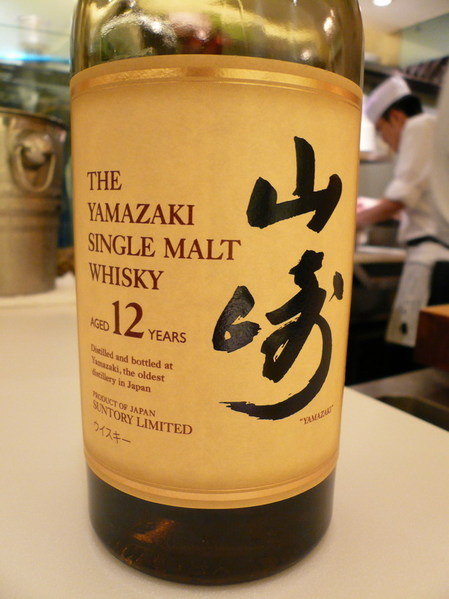 THE
YAMAZAKI
SINGLE MALT
WHISKY
AGED 12 YEARS
Distilled and bottled at
Yamazaki, the oldest
distillery in Japan
PRODUCT OF JAPAN
SUNTORY LIMITED
ウイスキー
山崎
"YAMAZAKI"